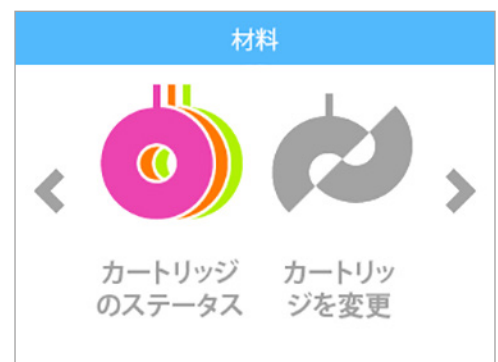 材料
カートリッジ
のステータス
カートリッ
ジを変更